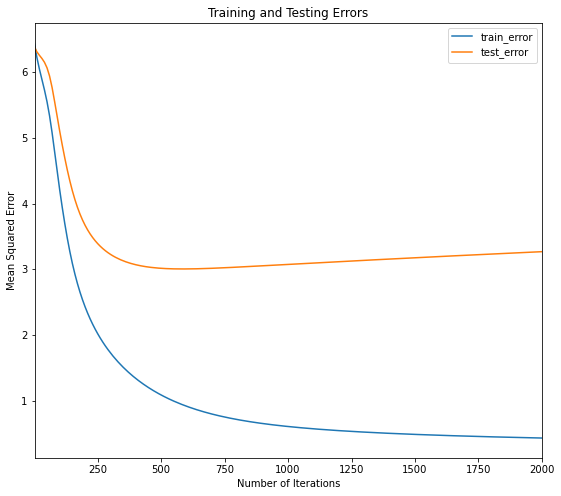 Training and Testing Errors
train_error
test_error
Mean Squared Error
6
5
4
3
2
1
250 500 750 1000 1250 1500 1750 2000
Number of Iterations